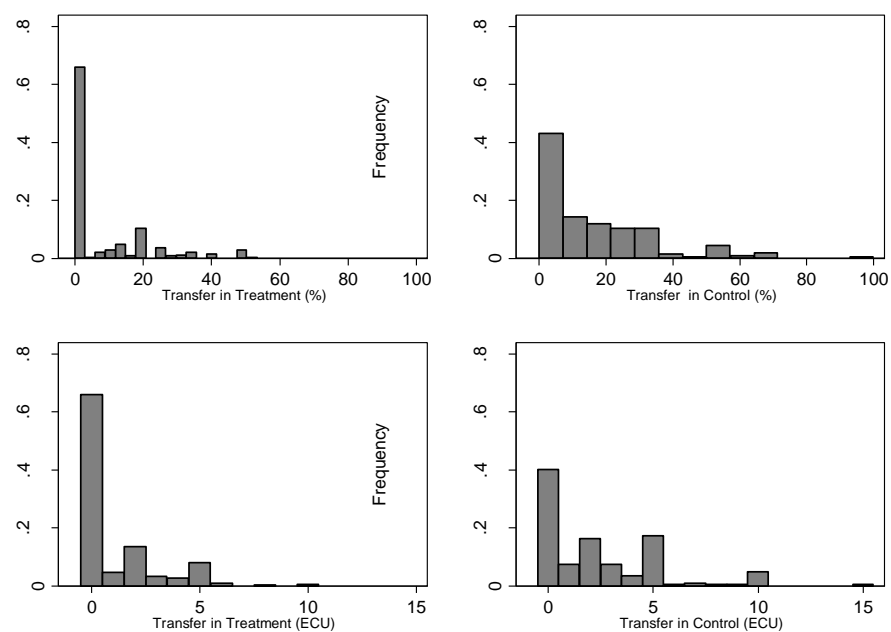 .8
.6
.4
.2
0
Frequency
0 20 40 60 80 100
Transfer in Treatment (%)
.8
.6
.4
.2
0
0 20 40 60 80 100
Transfer in Control (%)
.8
.6
.4
.2
0
Frequency
0 5 10 15
Transfer in Treatment (ECU)
.8
.6
.4
.2
0
0 5 10 15
Transfer in Control (ECU)